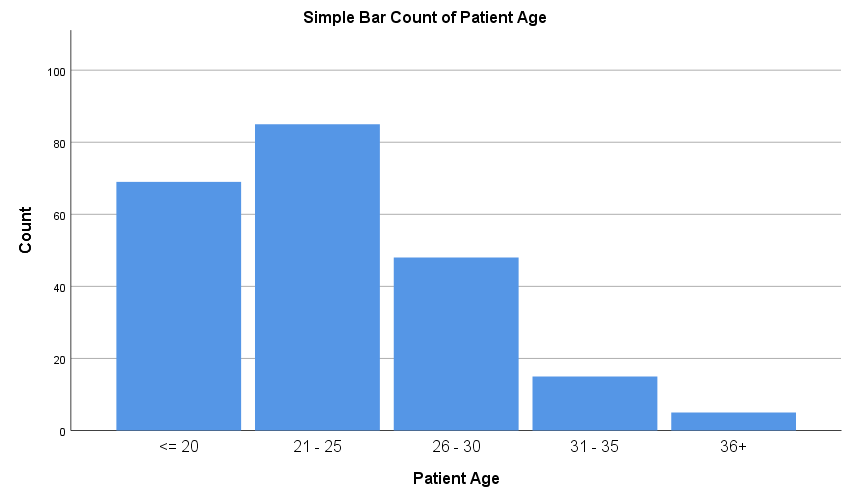 Simple Bar Count of Patient Age
100
80
60
40
20
0
Count
<= 20 21 - 25 26 - 30 31 - 35 36+
Patient Age